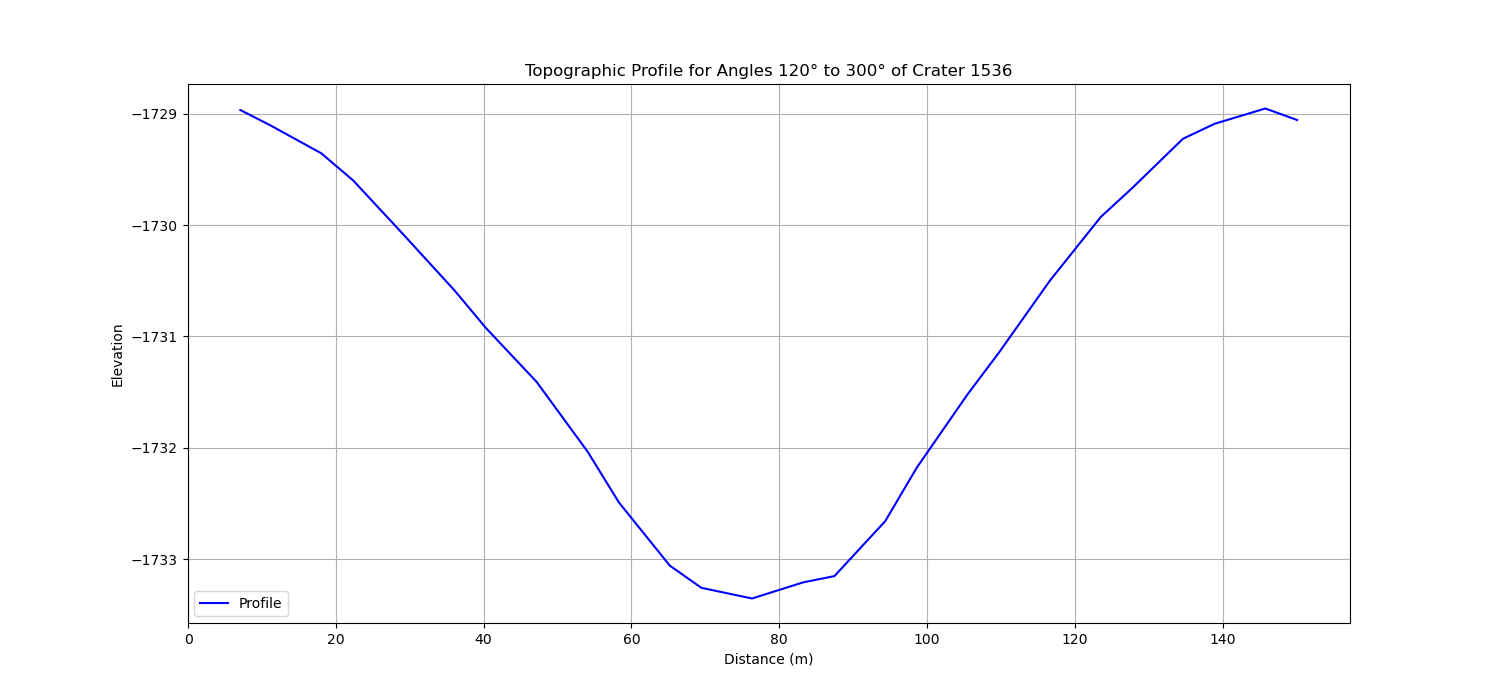 Topographic Profile for Angles 120° to 300° of Crater 1536
Elevation
−1729
−1730
−1731
−1732
−1733
Profile
0 20 40 60 80 100 120 140
Distance (m)